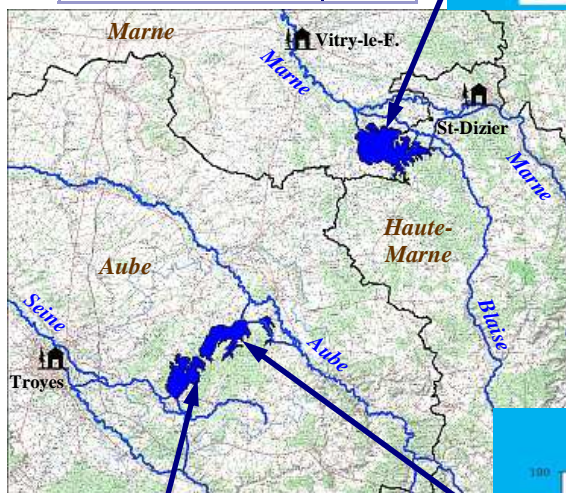 Marne
Vitry-le-F.
Marne
St-Dizier
Marne
Haute-
Marne
Aube
Seine
Blaise
Aube
Troyes
100